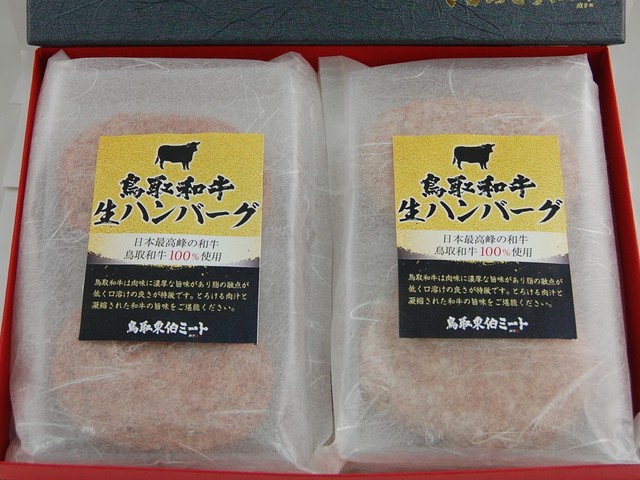 鳥取和牛
生ハンバーグ
日本最高峰の和牛
鳥取和牛100%使用
鳥取和牛は肉味に濃厚な旨味があり脂の融点が
低く口溶けの良さが特徴です。とろける肉汁と
凝縮された和牛の旨味をご堪能ください。
鳥取東伯ミート
鳥取和牛
生ハンバーグ
日本最高峰の和牛
鳥取和牛100%使用
鳥取和牛は肉味に濃厚な旨味があり脂の融点が
低く口溶けの良さが特徴です。とろける肉汁と
凝縮された和牛の旨味をご堪能ください。
鳥取東伯ミート